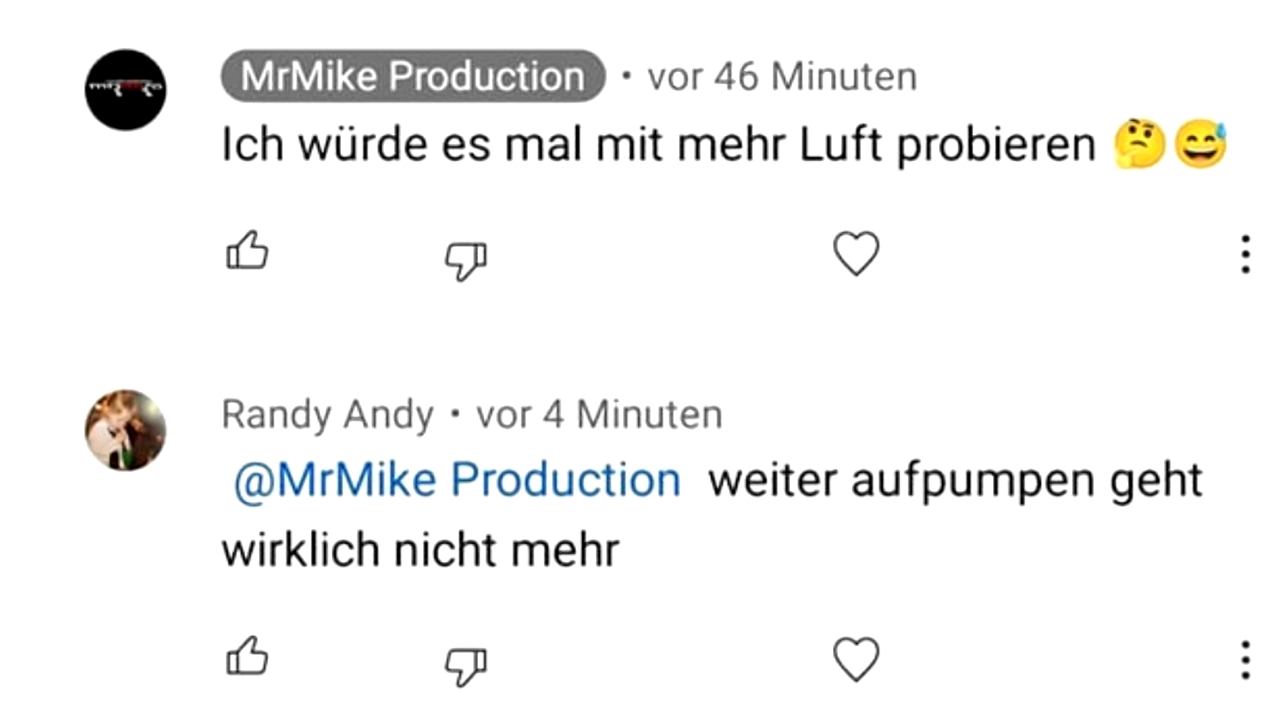 MrMike Production • vor 46 Minuten
Ich würde es mal mit mehr Luft probieren 🤔😅
Randy Andy • vor 4 Minuten
@MrMike Production weiter aufpumpen geht
wirklich nicht mehr